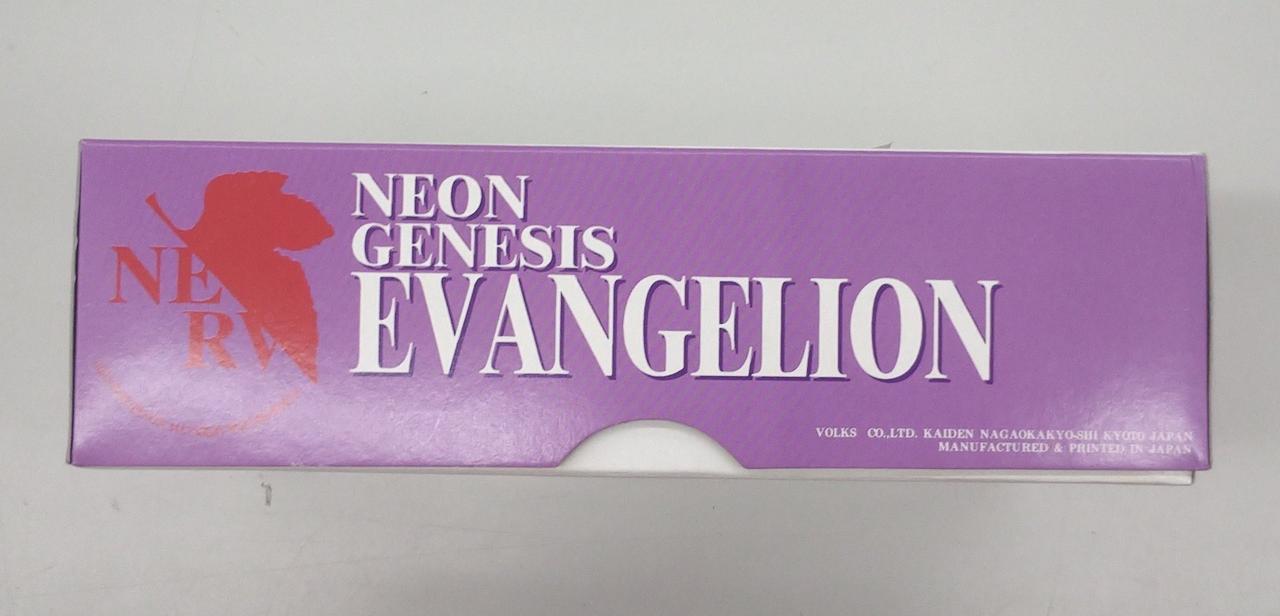 NERV
NEON
GENESIS
EVANGELION
VOLKS CO.,LTD. KAIDEN NAGAOKAKYO-SHI KYOTO JAPAN
MANUFACTURED & PRINTED IN JAPAN